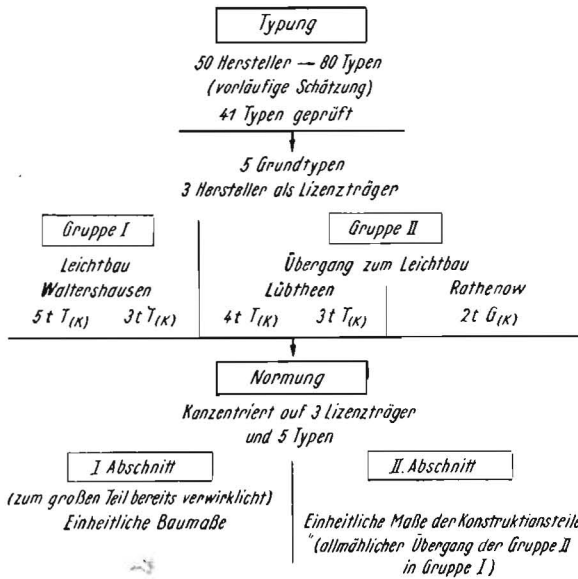 Typung
50 Hersteller — 80 Typen
(vorläufige Schätzung)
41 Typen geprüft
5 Grundtypen
3 Hersteller als Lizenzträger
Gruppe I
Leichtbau
Waltershausen
5t T(K) 3t T(K)
Gruppe II
Übergang zum Leichtbau
Lübtheen
4t T(K) 3t T(K)
Rathenow
2t G(K)
Normung
Konzentriert auf 3 Lizenzträger
und 5 Typen
I Abschnitt
(zum großen Teil bereits verwirklicht)
Einheitliche Baumaße
II. Abschnitt
Einheitliche Maße der Konstruktionsteile
"(allmählicher Übergang der Gruppe II
in Gruppe I)